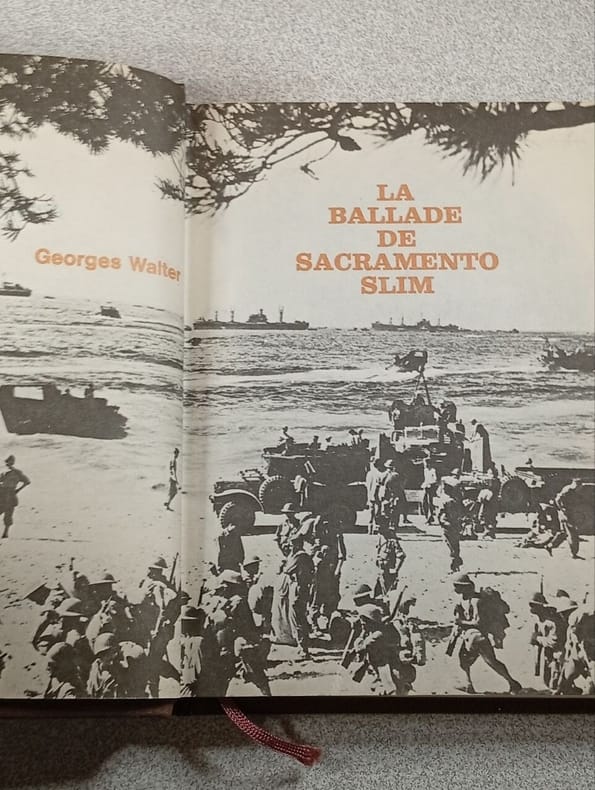 Georges Walter
LA
BALLADE
DE
SACRAMENTO
SLIM